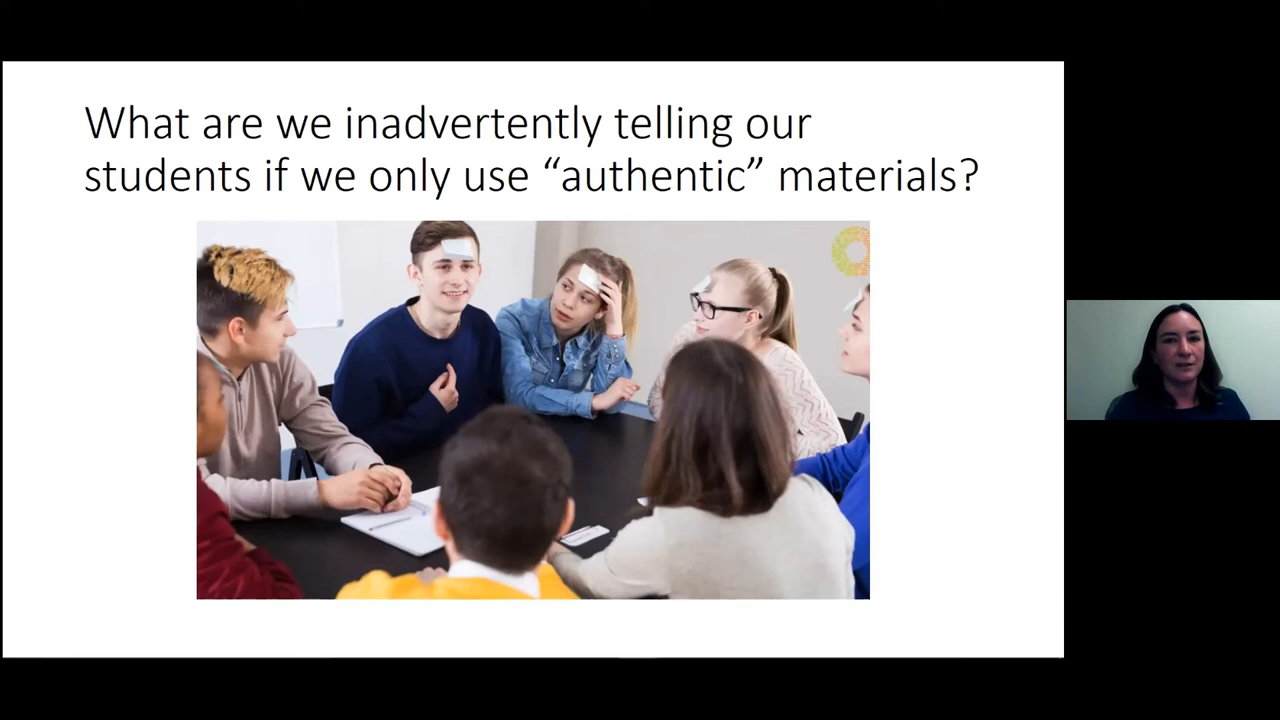 What are we inadvertently telling our
students if we only use “authentic” materials?